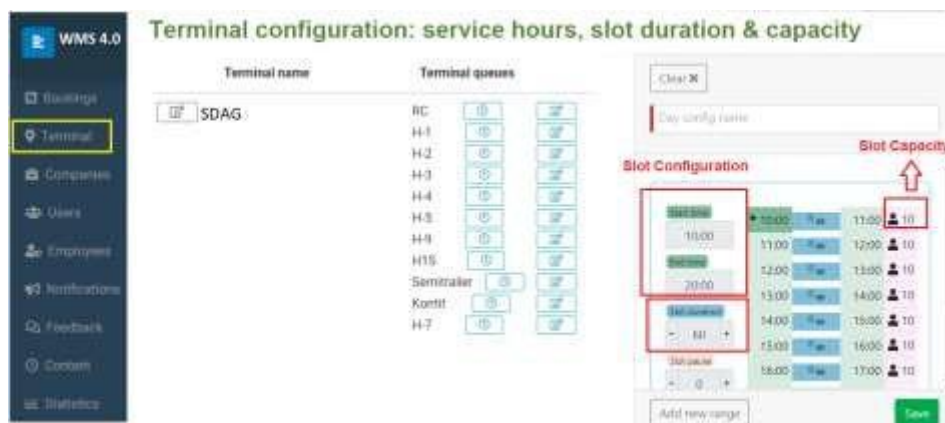 Terminal configuration: service hours, slot duration & capacity
WMS 4.0
Bookings
Terminal
Companies
Users
Employees
Notifications
Feedback
Content
Statistics
Terminal name
Terminal queues
SDAG
RC
H-1
H-2
H-3
H-4
H-5
H-9
H15
Semitrailer
Kontit
H-7
Clear
Day config name
Slot Capacity
Slot Configuration
Start time
10:00
End time
20:00
Slot duration
- 60 +
Slot pause
- 0 +
10:00 11:00 10
11:00 12:00 10
12:00 13:00 10
13:00 14:00 10
14:00 15:00 10
15:00 16:00 10
16:00 17:00 10
Add new range
Save